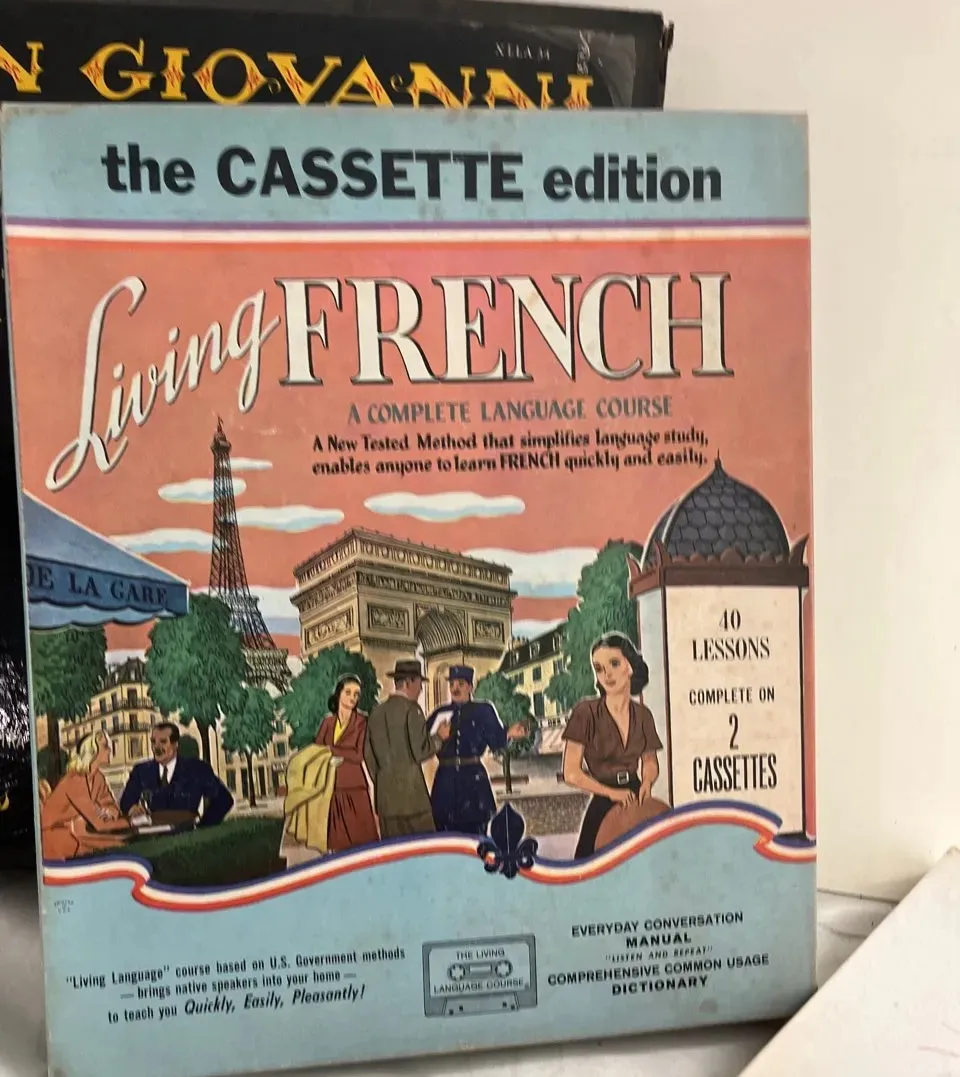 N GIOVANNI
XLLA 34
the CASSETTE edition
Living FRENCH
A COMPLETE LANGUAGE COURSE
A New Tested Method that simplifies language study,
enables anyone to learn FRENCH quickly and easily.
DE LA GARE
40
LESSONS
COMPLETE ON
2
CASSETTES
"Living Language" course based on U.S. Government methods
— brings native speakers into your home —
to teach you Quickly, Easily, Pleasantly!
THE LIVING
LANGUAGE COURSE
EVERYDAY CONVERSATION
MANUAL
"LISTEN AND REPEAT"
COMPREHENSIVE COMMON USAGE
DICTIONARY